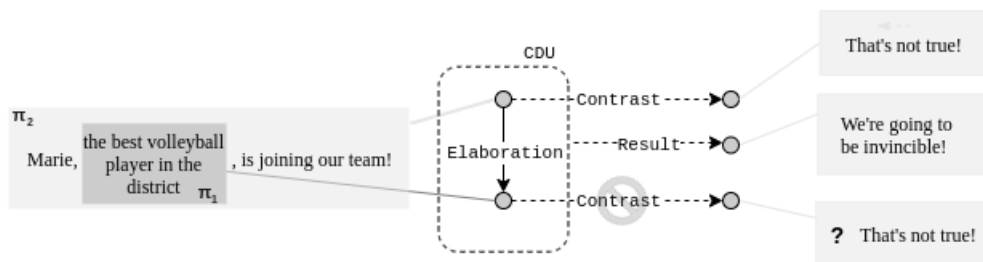 CDU
That's not true!
Contrast
π2
the best volleyball
We're going to
be invincible!
Marie, player in the , is joining our team!
Elaboration
Result
district π1
Contrast
? That's not true!